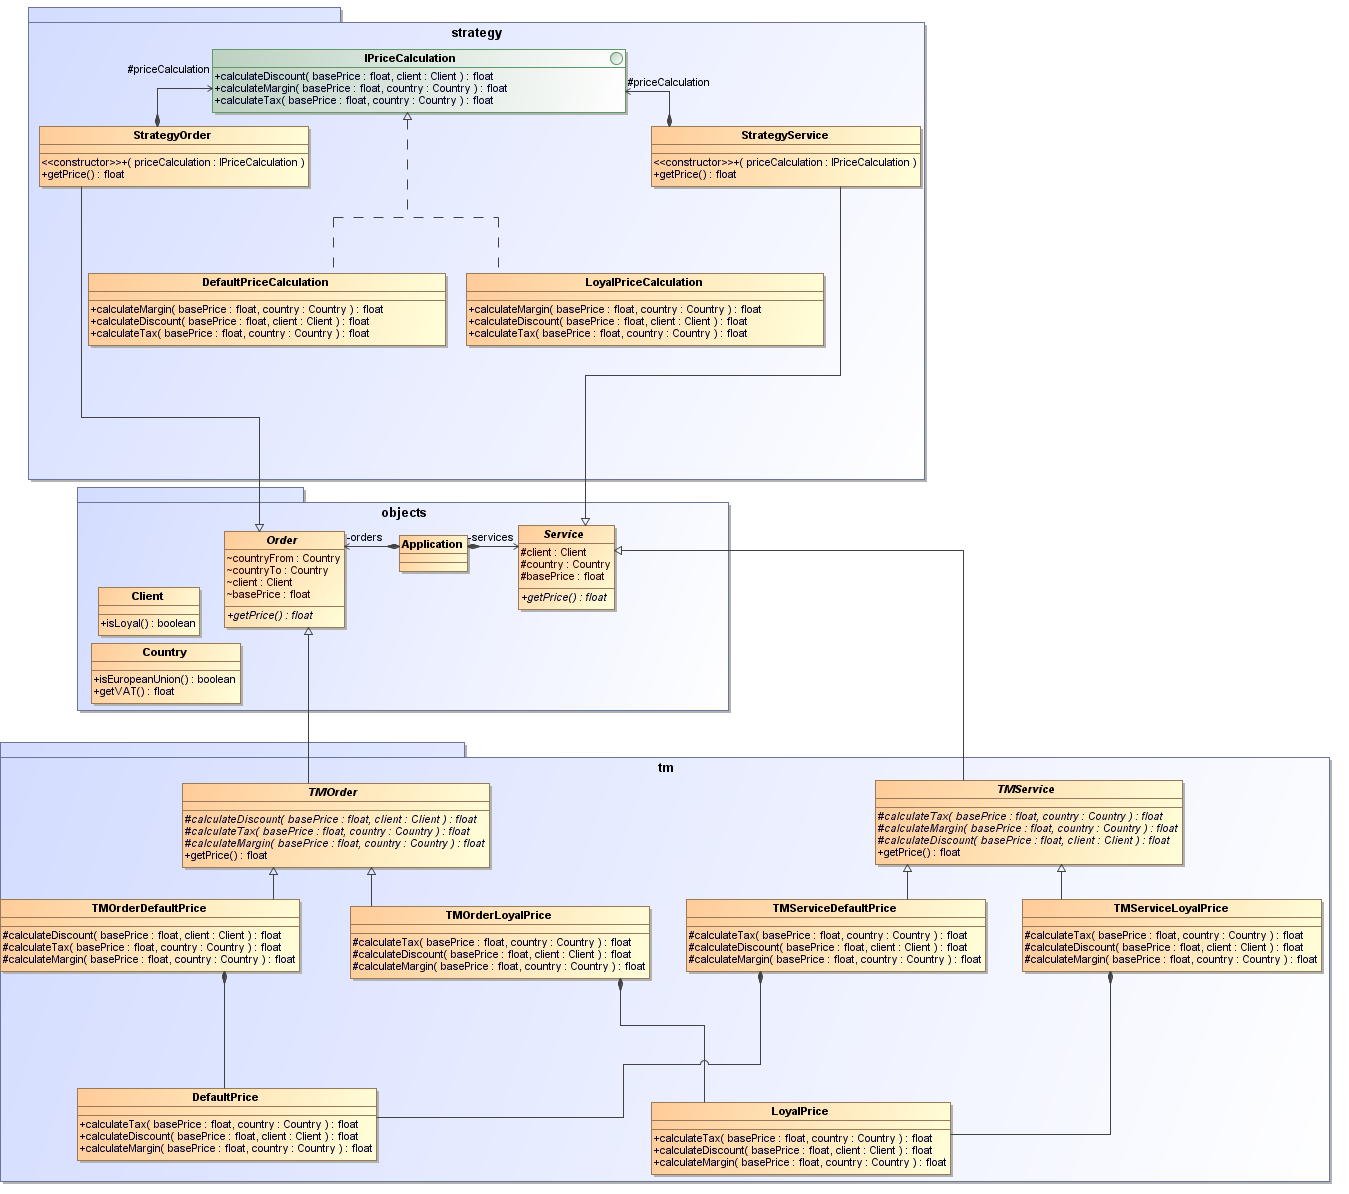 strategy
IPriceCalculation
+calculateDiscount( basePrice : float, client : Client ) : float
+calculateMargin( basePrice : float, country : Country ) : float
+calculateTax( basePrice : float, country : Country ) : float
#priceCalculation
#priceCalculation
StrategyOrder
<<constructor>>+( priceCalculation : IPriceCalculation )
+getPrice() : float
StrategyService
<<constructor>>+( priceCalculation : IPriceCalculation )
+getPrice() : float
DefaultPriceCalculation
+calculateMargin( basePrice : float, country : Country ) : float
+calculateDiscount( basePrice : float, client : Client ) : float
+calculateTax( basePrice : float, country : Country ) : float
LoyalPriceCalculation
+calculateMargin( basePrice : float, country : Country ) : float
+calculateDiscount( basePrice : float, client : Client ) : float
+calculateTax( basePrice : float, country : Country ) : float
objects
Order
~countryFrom : Country
~countryTo : Country
~client : Client
~basePrice : float
+getPrice() : float
-orders
Application
-services
Service
#client : Client
#country : Country
#basePrice : float
+getPrice() : float
Client
+isLoyal() : boolean
Country
+isEuropeanUnion() : boolean
+getVAT() : float
tm
TMOrder
#calculateDiscount( basePrice : float, client : Client ) : float
#calculateTax( basePrice : float, country : Country ) : float
#calculateMargin( basePrice : float, country : Country ) : float
+getPrice() : float
TMService
#calculateTax( basePrice : float, country : Country ) : float
#calculateMargin( basePrice : float, country : Country ) : float
#calculateDiscount( basePrice : float, client : Client ) : float
+getPrice() : float
TMOrderDefaultPrice
#calculateDiscount( basePrice : float, client : Client ) : float
#calculateTax( basePrice : float, country : Country ) : float
#calculateMargin( basePrice : float, country : Country ) : float
TMOrderLoyalPrice
#calculateTax( basePrice : float, country : Country ) : float
#calculateDiscount( basePrice : float, client : Client ) : float
#calculateMargin( basePrice : float, country : Country ) : float
TMServiceDefaultPrice
#calculateTax( basePrice : float, country : Country ) : float
#calculateDiscount( basePrice : float, client : Client ) : float
#calculateMargin( basePrice : float, country : Country ) : float
TMServiceLoyalPrice
#calculateTax( basePrice : float, country : Country ) : float
#calculateDiscount( basePrice : float, client : Client ) : float
#calculateMargin( basePrice : float, country : Country ) : float
DefaultPrice
+calculateTax( basePrice : float, country : Country ) : float
+calculateDiscount( basePrice : float, client : Client ) : float
+calculateMargin( basePrice : float, country : Country ) : float
LoyalPrice
+calculateTax( basePrice : float, country : Country ) : float
+calculateDiscount( basePrice : float, client : Client ) : float
+calculateMargin( basePrice : float, country : Country ) : float